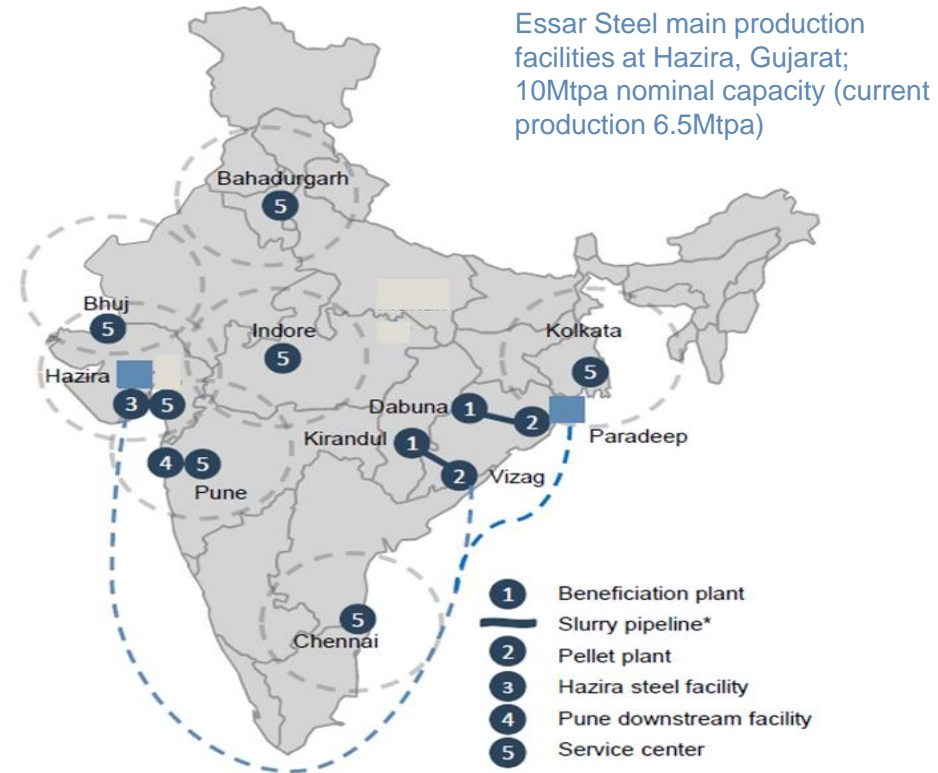 Essar Steel main production
facilities at Hazira, Gujarat;
10Mtpa nominal capacity (current
production 6.5Mtpa)
Bahadurgarh
5
Bhuj
5
Indore
5
Kolkata
5
Hazira
3
5
Dabuna
1
2
Paradeep
Kirandul
1
2
Vizag
4
5
Pune
5
Chennai
1 Beneficiation plant
Slurry pipeline*
2 Pellet plant
3 Hazira steel facility
4 Pune downstream facility
5 Service center